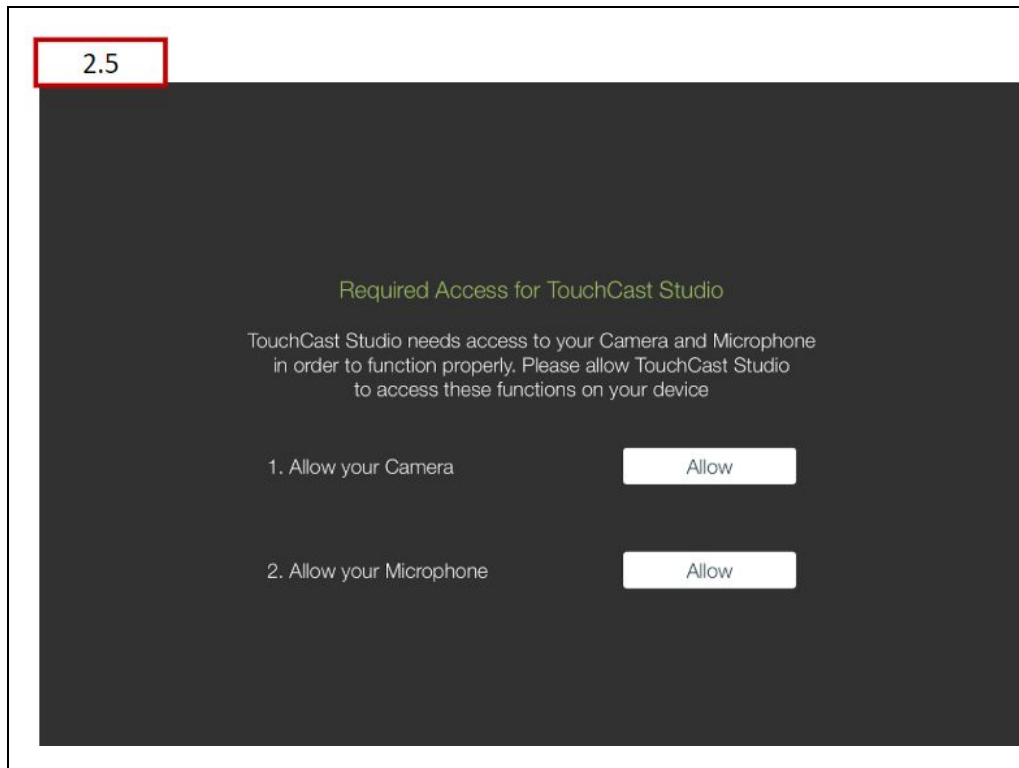 2.5
Required Access for TouchCast Studio
TouchCast Studio needs access to your Camera and Microphone
in order to function properly. Please allow TouchCast Studio
to access these functions on your device
1. Allow your Camera Allow
2. Allow your Microphone Allow